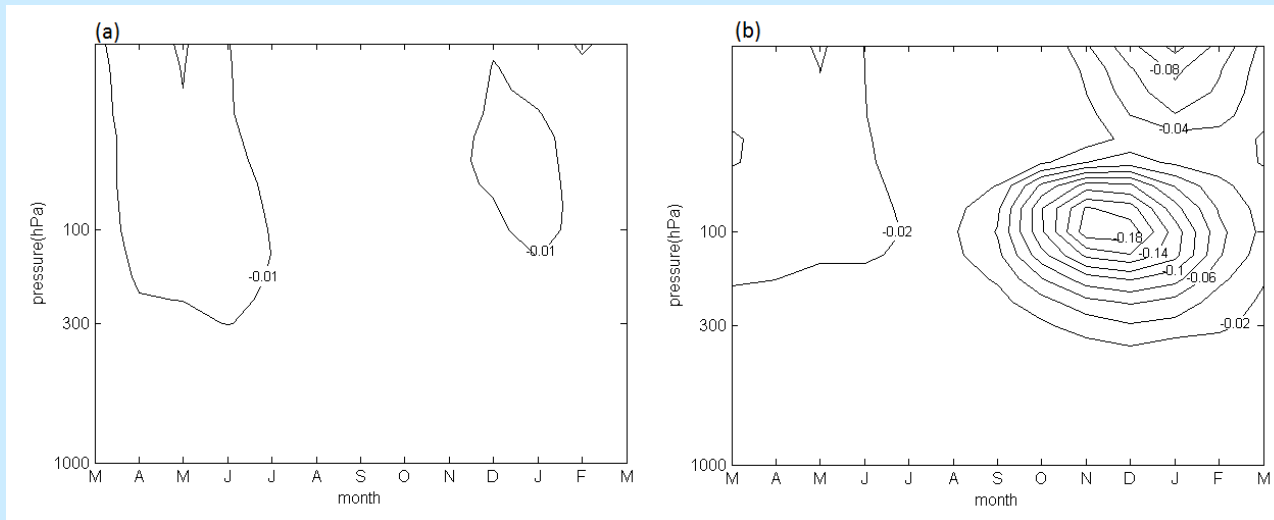 (a)
pressure(hPa)
100
300
1000
-0.01
-0.01
M A M J J A S O N D J F M
month
(b)
pressure(hPa)
100
300
1000
-0.08
-0.04
-0.02
-0.18
-0.14
-0.1
-0.06
-0.02
M A M J J A S O N D J F M
month